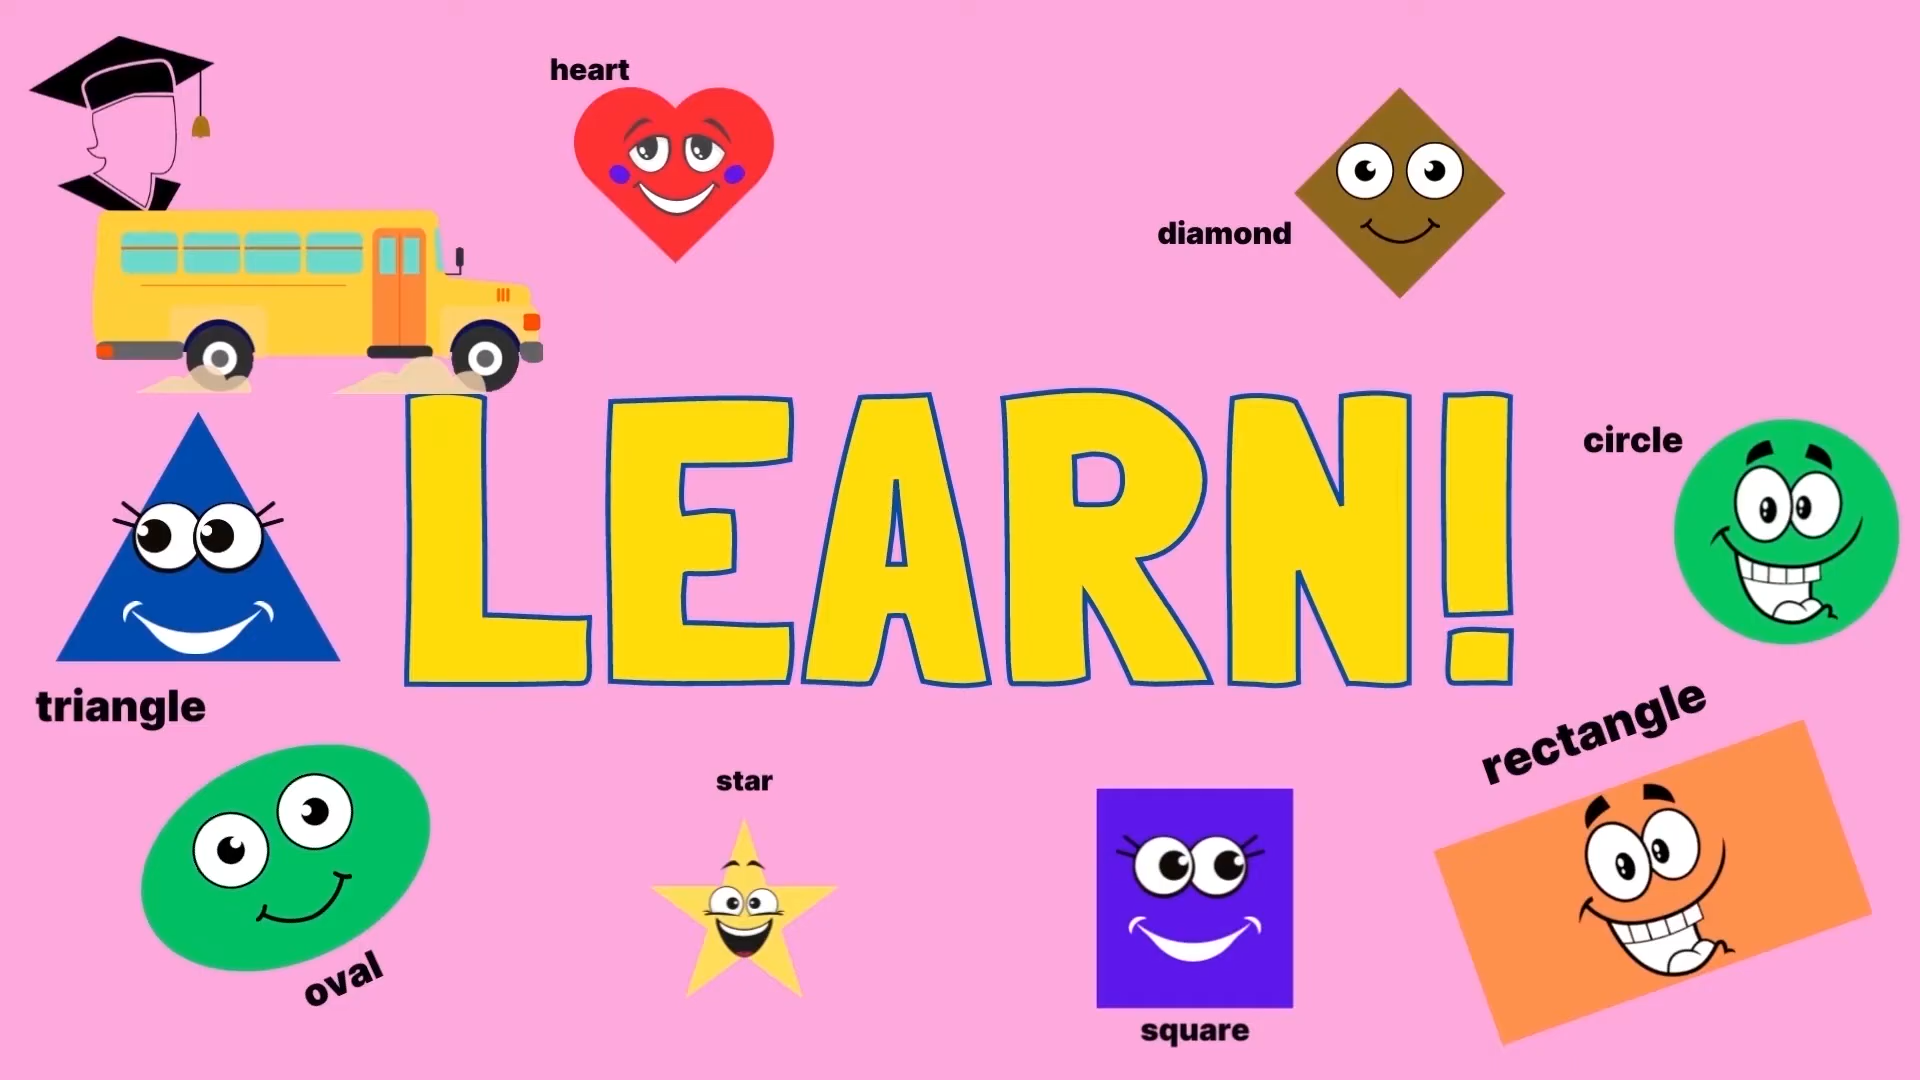 heart
diamond
LEARN!
circle
triangle
rectangle
star
oval
square